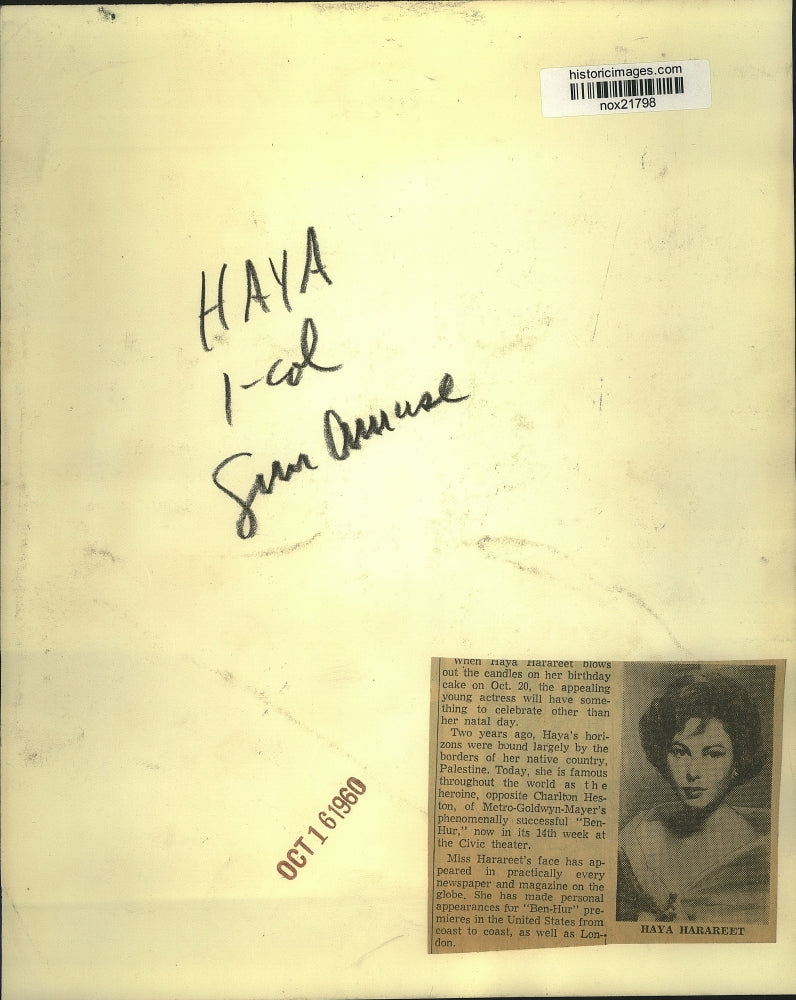 historicimages.com
nox21798
HAYA
1-col
Sun Amuse
When Haya Harareet blows
out the candles on her birthday
cake on Oct. 20, the appealing
young actress will have some-
thing to celebrate other than
her natal day.
Two years ago, Haya's hori-
zons were bound largely by the
borders of her native country,
Palestine. Today, she is famous
throughout the world as the
heroine, opposite Charlton Hes-
ton, of Metro-Goldwyn-Mayer's
phenomenally successful "Ben-
Hur," now in its 14th week at
the Civic theater.
Miss Harareet's face has ap-
peared in practically every
newspaper and magazine on the
globe. She has made personal
appearances for "Ben-Hur" pre-
mieres in the United States from
coast to coast, as well as Lon-
don.
HAYA HARAREET
OCT 16 1960